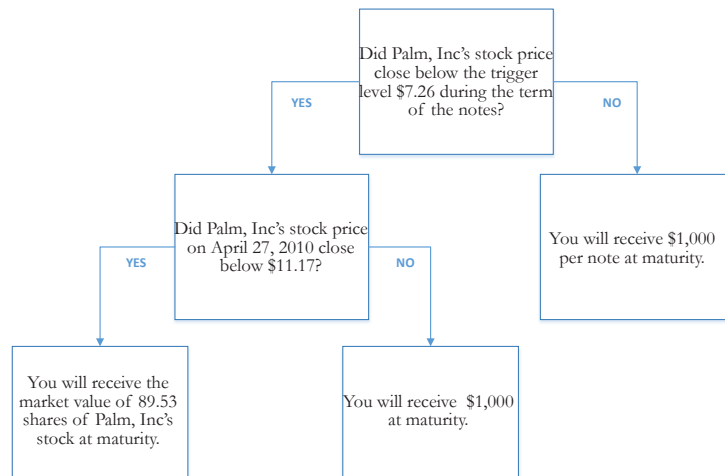 Did Palm, Inc's stock price
close below the trigger
level $7.26 during the term
of the notes?
YES
NO
Did Palm, Inc's stock price
on April 27, 2010 close
below $11.17?
You will receive $1,000
per note at maturity.
YES
NO
You will receive the
market value of 89.53
shares of Palm, Inc's
stock at maturity.
You will receive $1,000
at maturity.